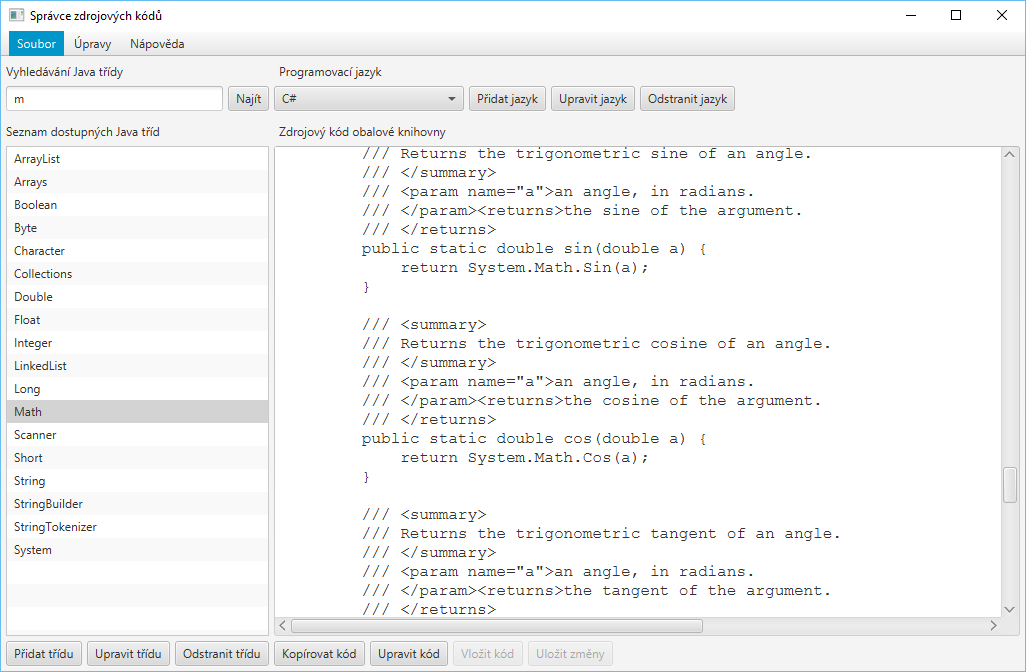 Správce zdrojových kódů
Soubor Úpravy Nápověda
Vyhledávání Java třídy
Programovací jazyk
m
Najít
C#
Přidat jazyk
Upravit jazyk
Odstranit jazyk
Seznam dostupných Java tříd
ArrayList
Arrays
Boolean
Byte
Character
Collections
Double
Float
Integer
LinkedList
Long
Math
Scanner
Short
String
StringBuilder
StringTokenizer
System
Zdrojový kód obalové knihovny
/// Returns the trigonometric sine of an angle.
/// </summary>
/// <param name="a">an angle, in radians.
/// </param><returns>the sine of the argument.
/// </returns>
public static double sin(double a) {
return System.Math.Sin(a);
}
/// <summary>
/// Returns the trigonometric cosine of an angle.
/// </summary>
/// <param name="a">an angle, in radians.
/// </param><returns>the cosine of the argument.
/// </returns>
public static double cos(double a) {
return System.Math.Cos(a);
}
/// <summary>
/// Returns the trigonometric tangent of an angle.
/// </summary>
/// <param name="a">an angle, in radians.
/// </param><returns>the tangent of the argument.
/// </returns>
Přidat třídu
Upravit třídu
Odstranit třídu
Kopírovat kód
Upravit kód
Vložit kód
Uložit změny